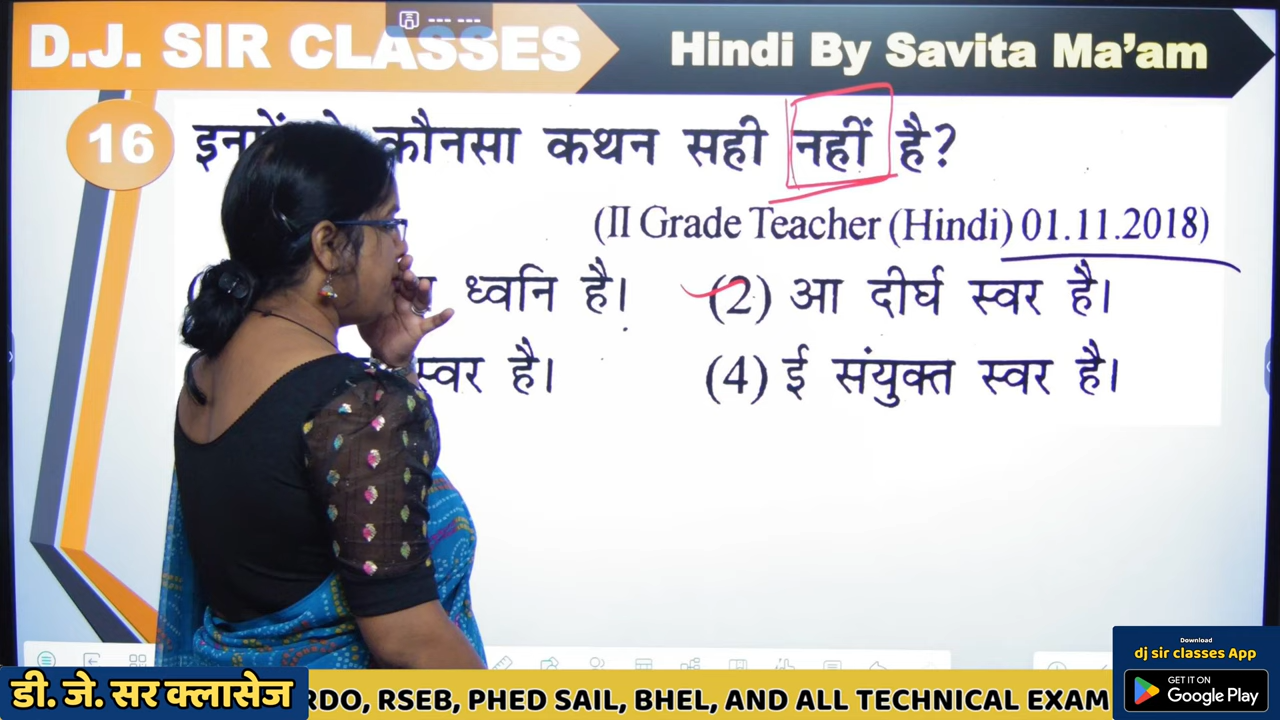 D.J. SIR CLASSES
Hindi By Savita Ma’am
16
कौनसा कथन सही नहीं है?
(II Grade Teacher (Hindi) 01.11.2018)
ध्वनि है।
(2) आ दीर्घ स्वर है।
स्वर है।
(4) ई संयुक्त स्वर है।
डी. जे. सर क्लासेज
RDO, RSEB, PHED SAIL, BHEL, AND ALL TECHNICAL EXAM
Download
dj sir classes App
GET IT ON
Google Play